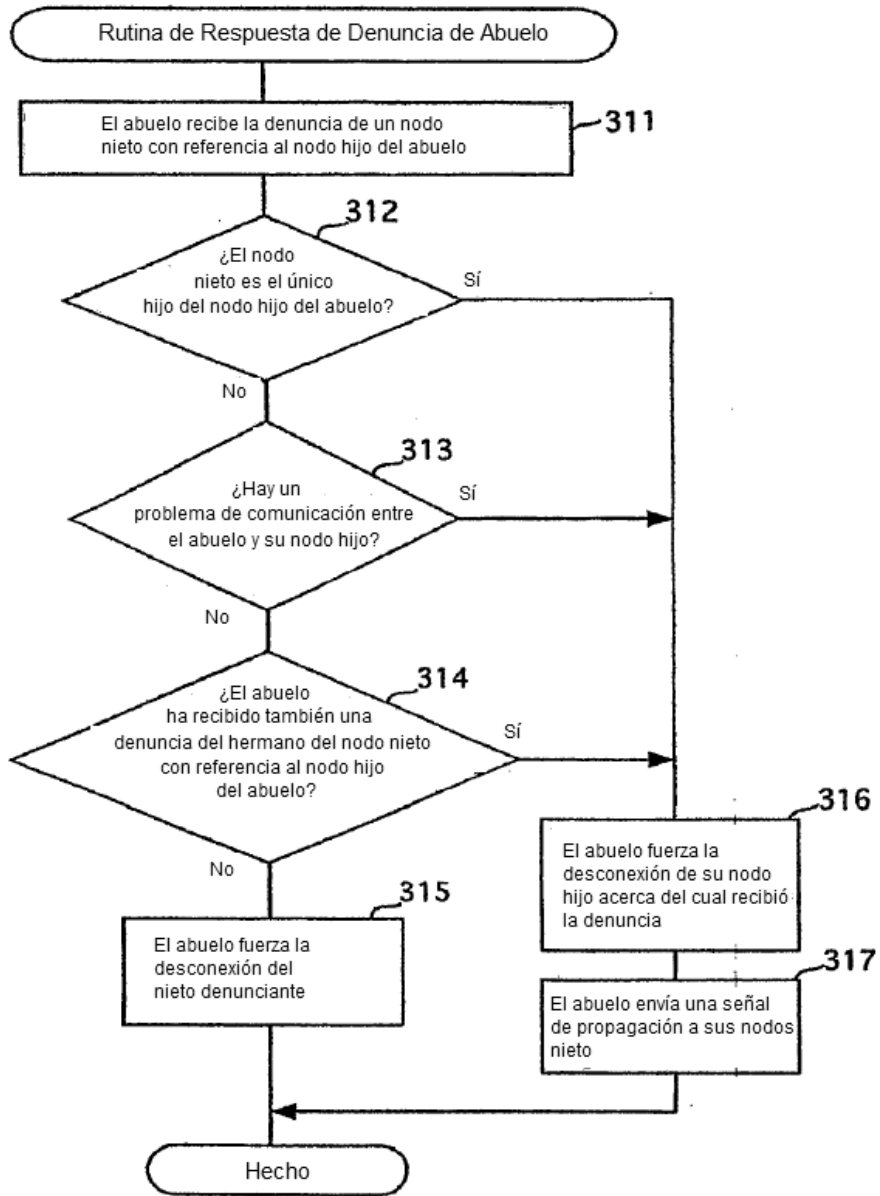 Rutina de Respuesta de Denuncia de Abuelo
El abuelo recibe la denuncia de un nodo
nieto con referencia al nodo hijo del abuelo
311
312
¿El nodo
nieto es el único
hijo del nodo hijo del abuelo?
Sí
No
313
¿Hay un
problema de comunicación entre
el abuelo y su nodo hijo?
Sí
No
314
¿El abuelo
ha recibido también una
denuncia del hermano del nodo nieto
con referencia al nodo hijo
del abuelo?
Sí
No
315
El abuelo fuerza la
desconexión del
nieto denunciante
316
El abuelo fuerza la
desconexión de su nodo
hijo acerca del cual recibió
la denuncia
317
El abuelo envía una señal
de propagación a sus nodos
nieto
Hecho